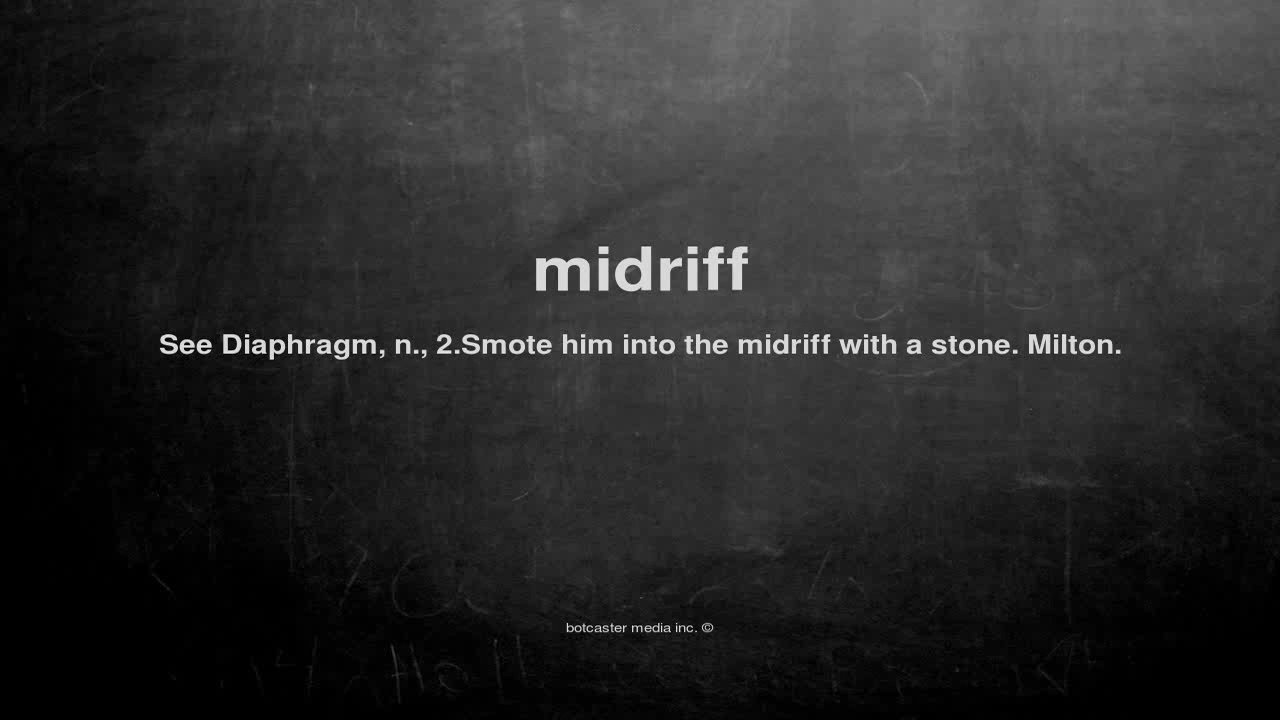 midriff
See Diaphragm, n., 2.Smote him into the midriff with a stone. Milton.
botcaster media inc. ©